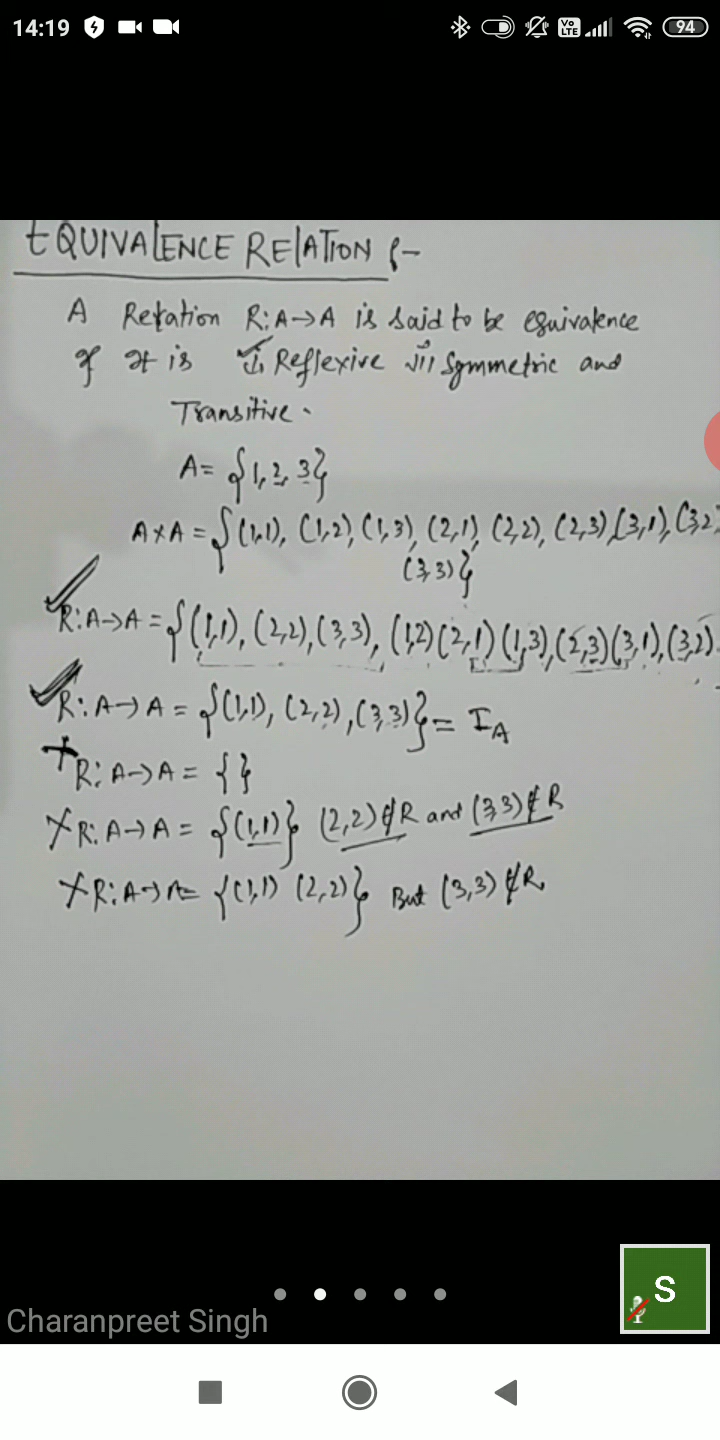 14:19 Vo LTE 94
EQUIVALENCE RELATION :-
A Relation R: A→A is said to be equivalence
if it is (i) Reflexive (ii) Symmetric and
Transitive.
A = {1, 2, 3}
A×A = {(1,1), (1,2), (1,3), (2,1), (2,2), (2,3), (3,1), (3,2
(3,3)}
R: A→A = {(1,1), (2,2), (3,3), (1,2) (2,1) (1,3), (2,3) (3,1), (3,2)
R: A→A = {(1,1), (2,2), (3,3)} = I_A
× R: A→A = { }
× R: A→A = {(1,1)} (2,2) ∉ R and (3,3) ∉ R
× R: A→A = {(1,1) (2,2)} But (3,3) ∉ R.
S
Charanpreet Singh